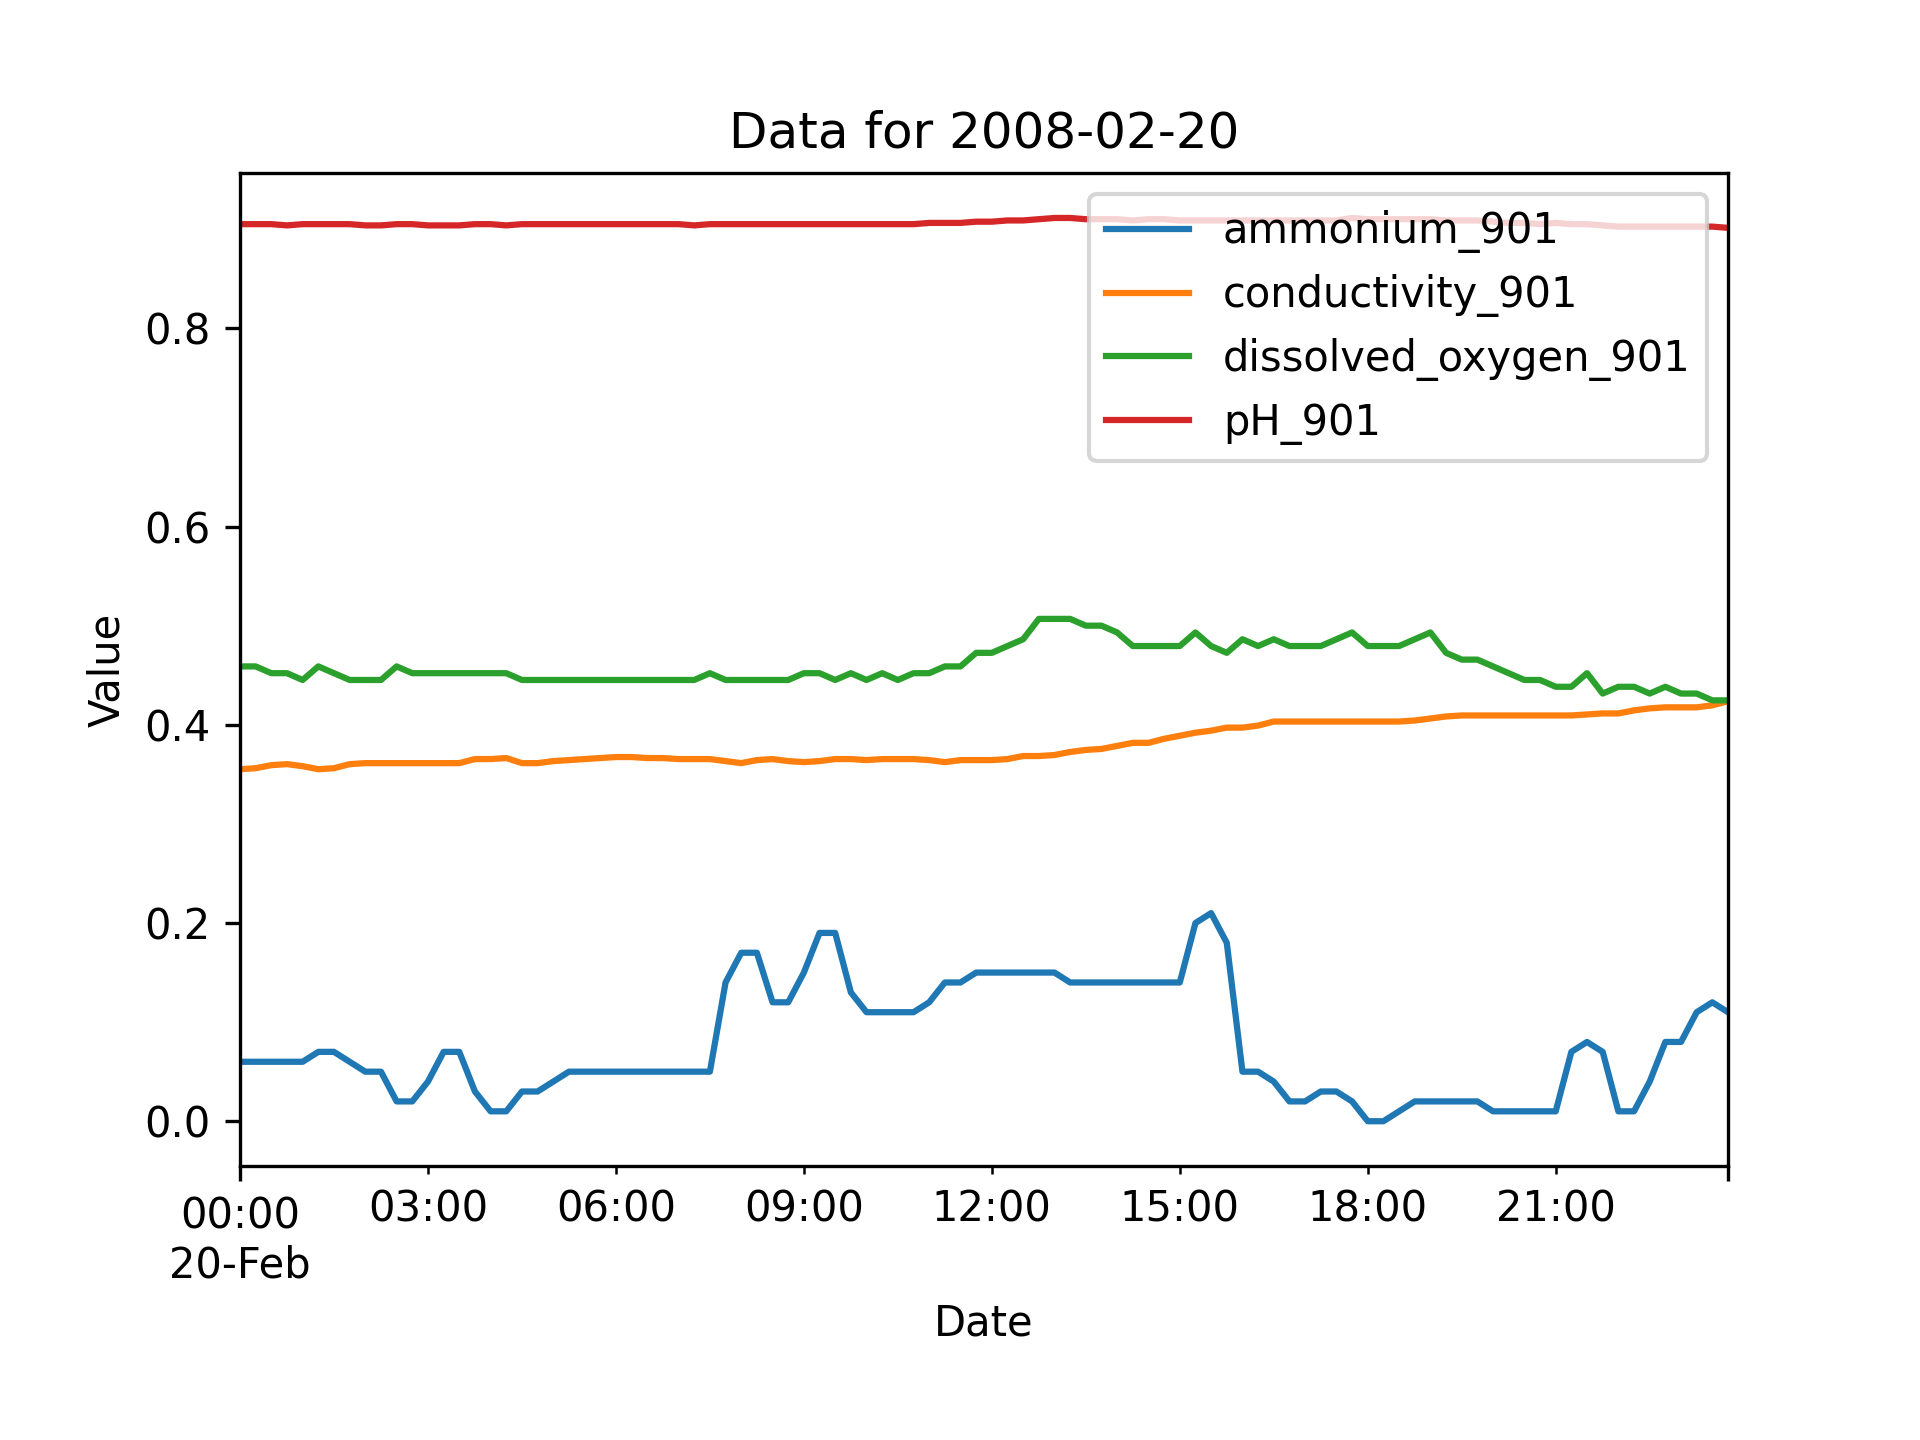 Data for 2008-02-20
ammonium_901
conductivity_901
dissolved_oxygen_901
pH_901
Value
0.8
0.6
0.4
0.2
0.0
00:00 03:00 06:00 09:00 12:00 15:00 18:00 21:00
20-Feb
Date